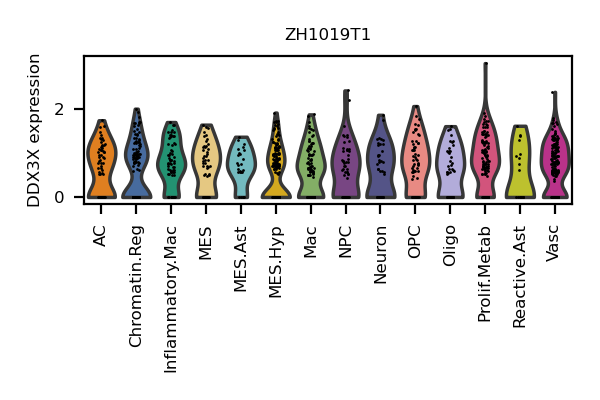 ZH1019T1
DDX3X expression
2
0
AC
Chromatin.Reg
Inflammatory.Mac
MES
MES.Ast
MES.Hyp
Mac
NPC
Neuron
OPC
Oligo
Prolif.Metab
Reactive.Ast
Vasc